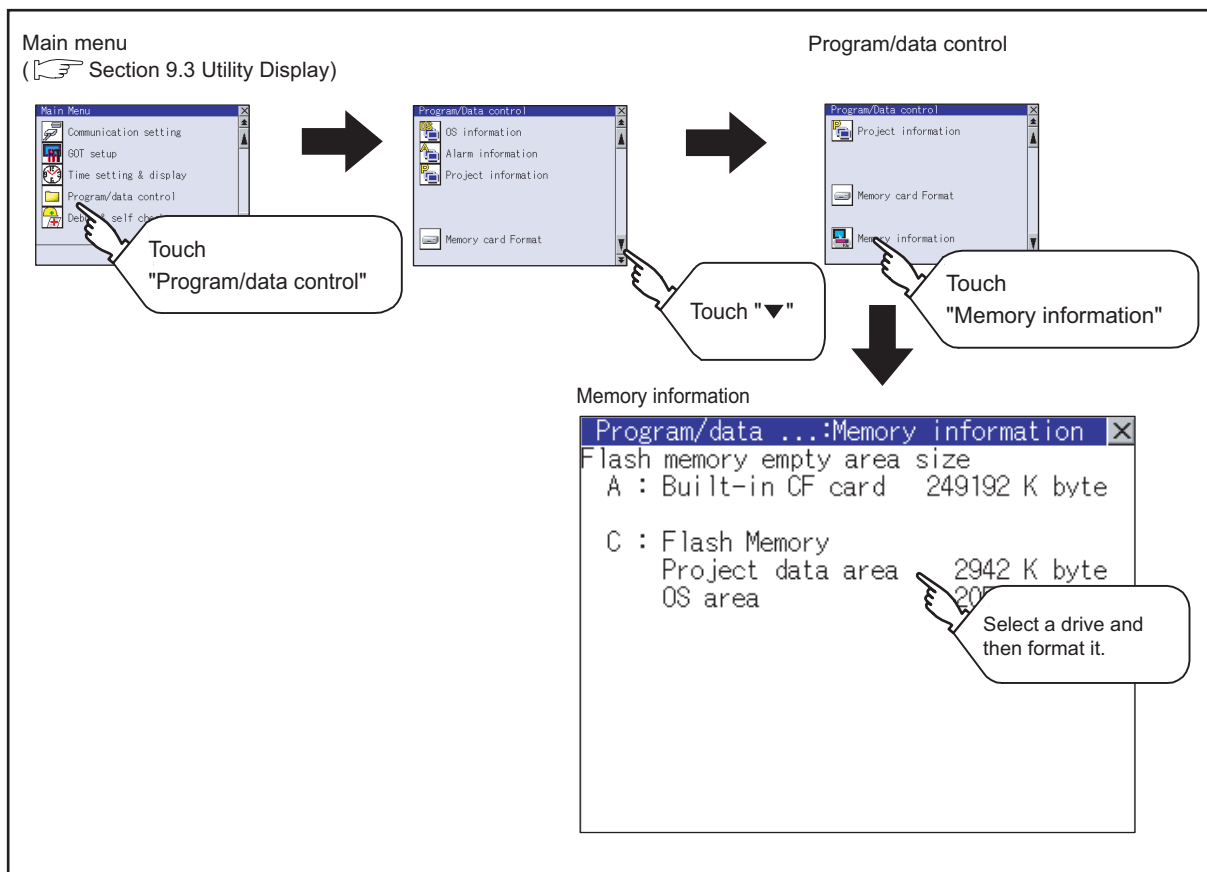 Main menu
( Section 9.3 Utility Display)
Program/data control
Main Menu
Communication setting
GOT setup
Time setting & display
Program/data control
Debug & self check
Touch
"Program/data control"
Program/Data control
OS information
Alarm information
Project information
Memory card Format
Touch "▼"
Program/Data control
Project information
Memory card Format
Memory information
Touch
"Memory information"
Memory information
Program/data ...:Memory information
Flash memory empty area size
A : Built-in CF card 249192 K byte
C : Flash Memory
Project data area 2942 K byte
OS area
Select a drive and
then format it.